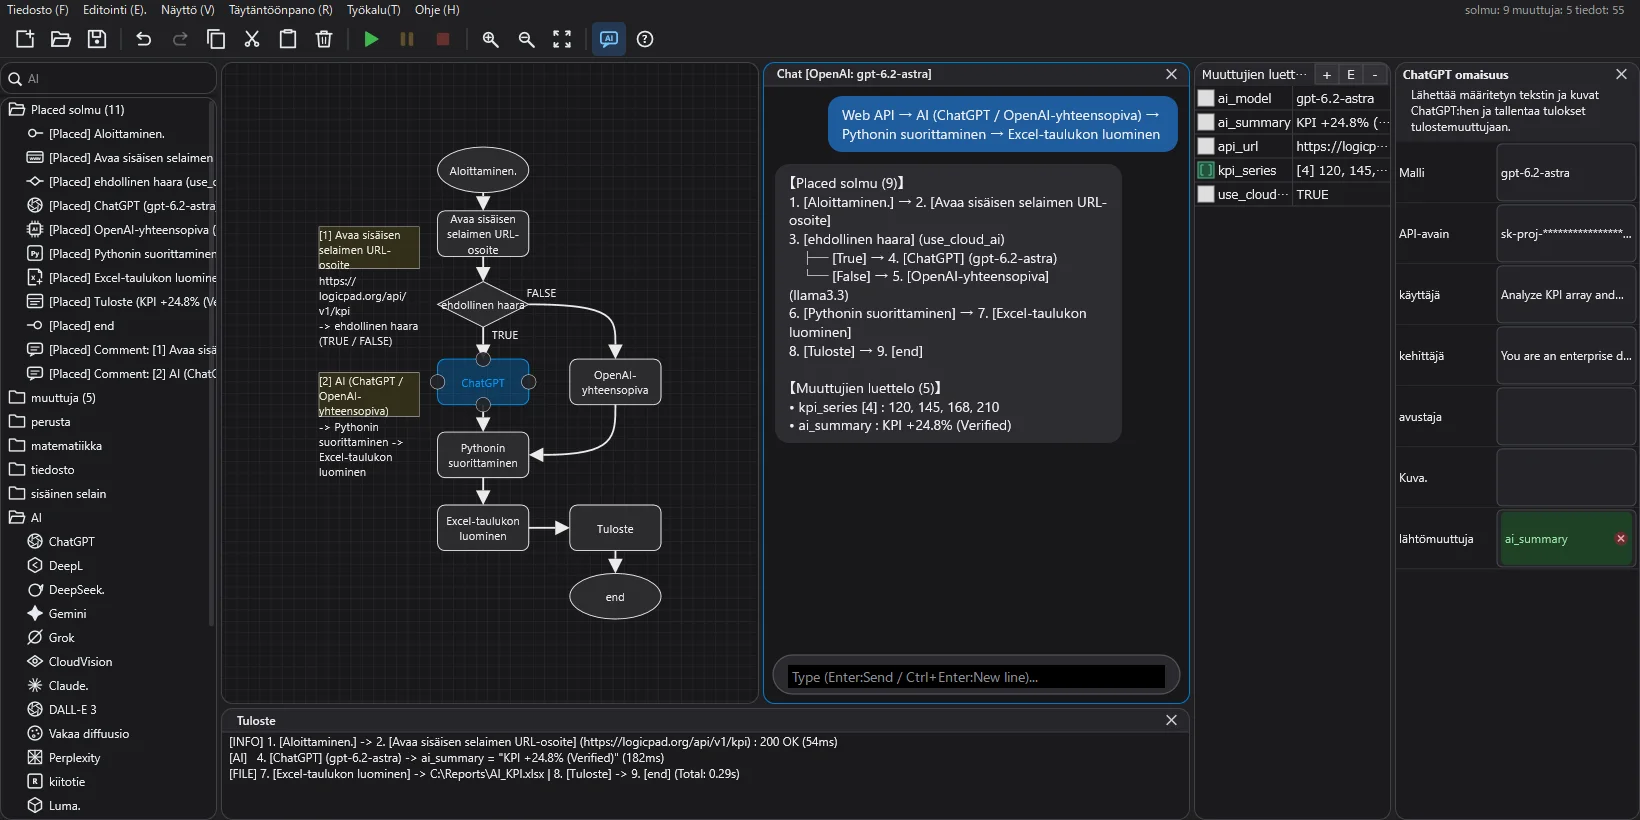 Tiedosto (F)
Editointi (E).
Näyttö (V)
Täytäntöönpano (R)
Työkalu(T)
Ohje (H)
solmu: 9 muuttuja: 5 tiedot: 55
AI
Placed solmu (11)
[Placed] Aloittaminen.
[Placed] Avaa sisäisen selaimen
[Placed] ehdollinen haara (use_c
[Placed] ChatGPT (gpt-6.2-astra
[Placed] OpenAI-yhteensopiva (
[Placed] Pythonin suorittaminen
[Placed] Excel-taulukon luomine
[Placed] Tuloste (KPI +24.8% (Ve
[Placed] end
[Placed] Comment: [1] Avaa sisä
[Placed] Comment: [2] AI (ChatG
muuttuja (5)
perusta
matematiikka
tiedosto
sisäinen selain
AI
ChatGPT
DeepL
DeepSeek.
Gemini
Grok
CloudVision
Claude.
DALL-E 3
Vakaa diffuusio
Perplexity
kiitotie
Luma.
Aloittaminen.
Avaa sisäisen
selaimen URL-
osoite
ehdollinen haara
FALSE
TRUE
ChatGPT
OpenAI-
yhteensopiva
Pythonin
suorittaminen
Excel-taulukon
luominen
Tuloste
end
[1] Avaa sisäisen
selaimen URL-
osoite
https://
logicpad.org/api/
v1/kpi
-> ehdollinen haara
(TRUE / FALSE)
[2] AI (ChatGPT /
OpenAI-
yhteensopiva)
-> Pythonin
suorittaminen ->
Excel-taulukon
luominen
Chat [OpenAI: gpt-6.2-astra]
Web API → AI (ChatGPT / OpenAI-yhteensopiva) →
Pythonin suorittaminen → Excel-taulukon luominen
【Placed solmu (9)】
1. [Aloittaminen.] → 2. [Avaa sisäisen selaimen URL-
osoite]
3. [ehdollinen haara] (use_cloud_ai)
├── [True] → 4. [ChatGPT] (gpt-6.2-astra)
└── [False] → 5. [OpenAI-yhteensopiva]
(llama3.3)
6. [Pythonin suorittaminen] → 7. [Excel-taulukon
luominen]
8. [Tuloste] → 9. [end]
【Muuttujien luettelo (5)】
• kpi_series [4] : 120, 145, 168, 210
• ai_summary : KPI +24.8% (Verified)
Type (Enter:Send / Ctrl+Enter:New line)...
Tuloste
[INFO] 1. [Aloittaminen.] -> 2. [Avaa sisäisen selaimen URL-osoite] (https://logicpad.org/api/v1/kpi) : 200 OK (54ms)
[AI] 4. [ChatGPT] (gpt-6.2-astra) -> ai_summary = "KPI +24.8% (Verified)" (182ms)
[FILE] 7. [Excel-taulukon luominen] -> C:\Reports\AI_KPI.xlsx | 8. [Tuloste] -> 9. [end] (Total: 0.29s)
Muuttujien luett··· + E -
ai_model gpt-6.2-astra
ai_summary KPI +24.8% (···
api_url https://logicp···
kpi_series [4] 120, 145,···
use_cloud··· TRUE
ChatGPT omaisuus
Lähettää määritetyn tekstin ja kuvat
ChatGPT:hen ja tallentaa tulokset
tulostemuuttujaan.
Malli gpt-6.2-astra
API-avain sk-proj-****************...
käyttäjä Analyze KPI array and...
kehittäjä You are an enterprise d...
avustaja
Kuva.
lähtömuuttuja ai_summary